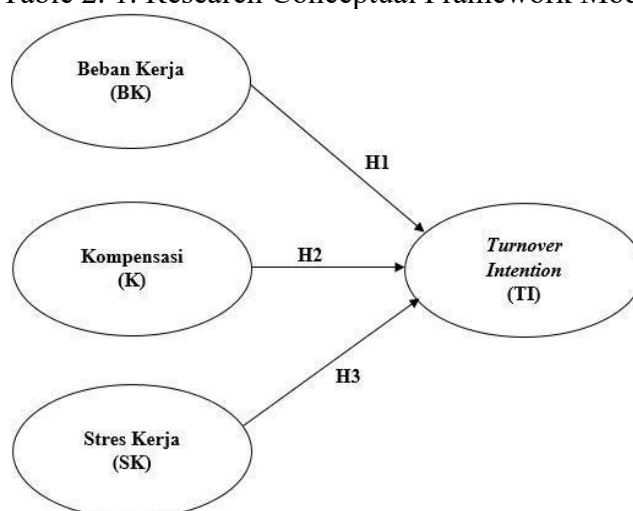 Table 2. 1. Research Conceptual Framework
Beban Kerja
(BK)
H1
Kompensasi
(K)
H2
Turnover
Intention
(TI)
H3
Stres Kerja
(SK)